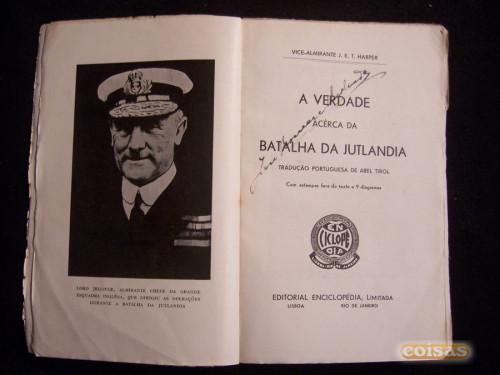 LORD JELLICOE, ALMIRANTE CHEFE DA GRANDE
ESQUADRA INGLÊSA, QUE DIRIGIU AS OPERAÇÕES
DURANTE A BATALHA DA JUTLANDIA
VICE-ALMIRANTE J. E. T. HARPER
A VERDADE
ACÊRCA DA
BATALHA DA JUTLANDIA
TRADUÇÃO PORTUGUESA DE ABEL TIROL
Com estampas fora do texto e 9 diagramas
EN
CIKLOPE
DIA
EDITORIAL ENCICLOPÉDIA, LIMITADA
LISBOA RIO DE JANEIRO
coisas